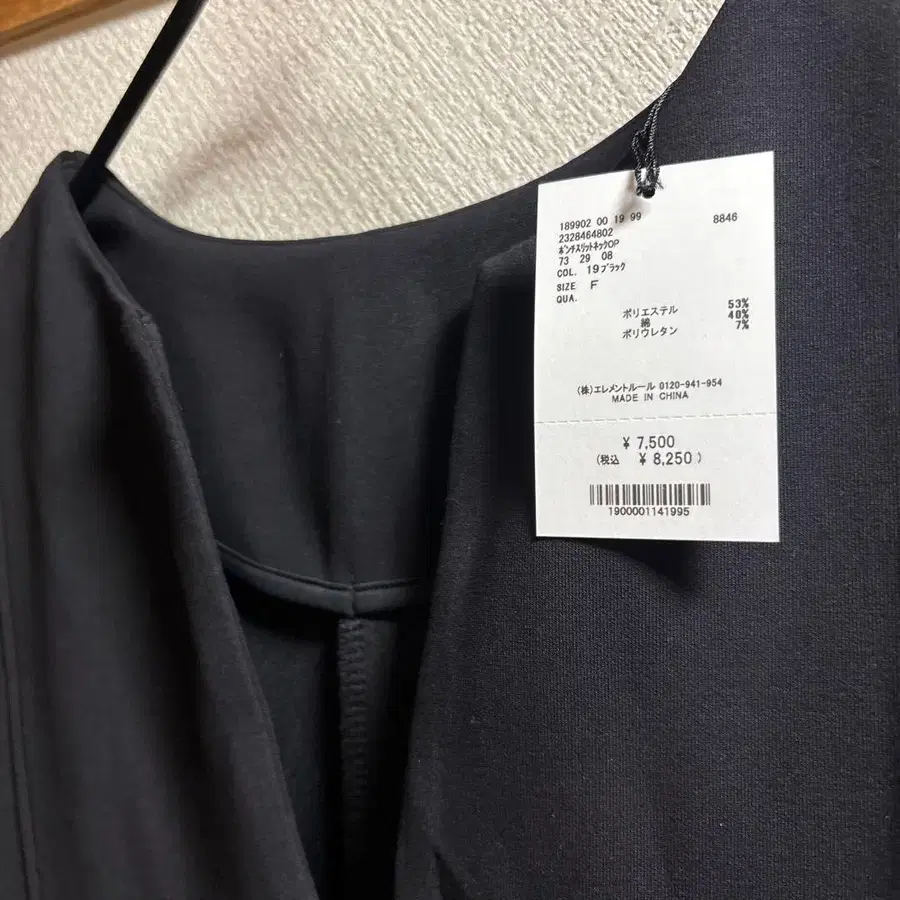 189902 00 19 99 8846
2328464802
ポンチスリットネックOP
73 29 08
COL. 19ブラック
SIZE F
QUA.
ポリエステル 53%
綿 40%
ポリウレタン 7%
(株)エレメントルール 0120-941-954
MADE IN CHINA
¥ 7,500
(税込 ¥ 8,250 )
1900001141995